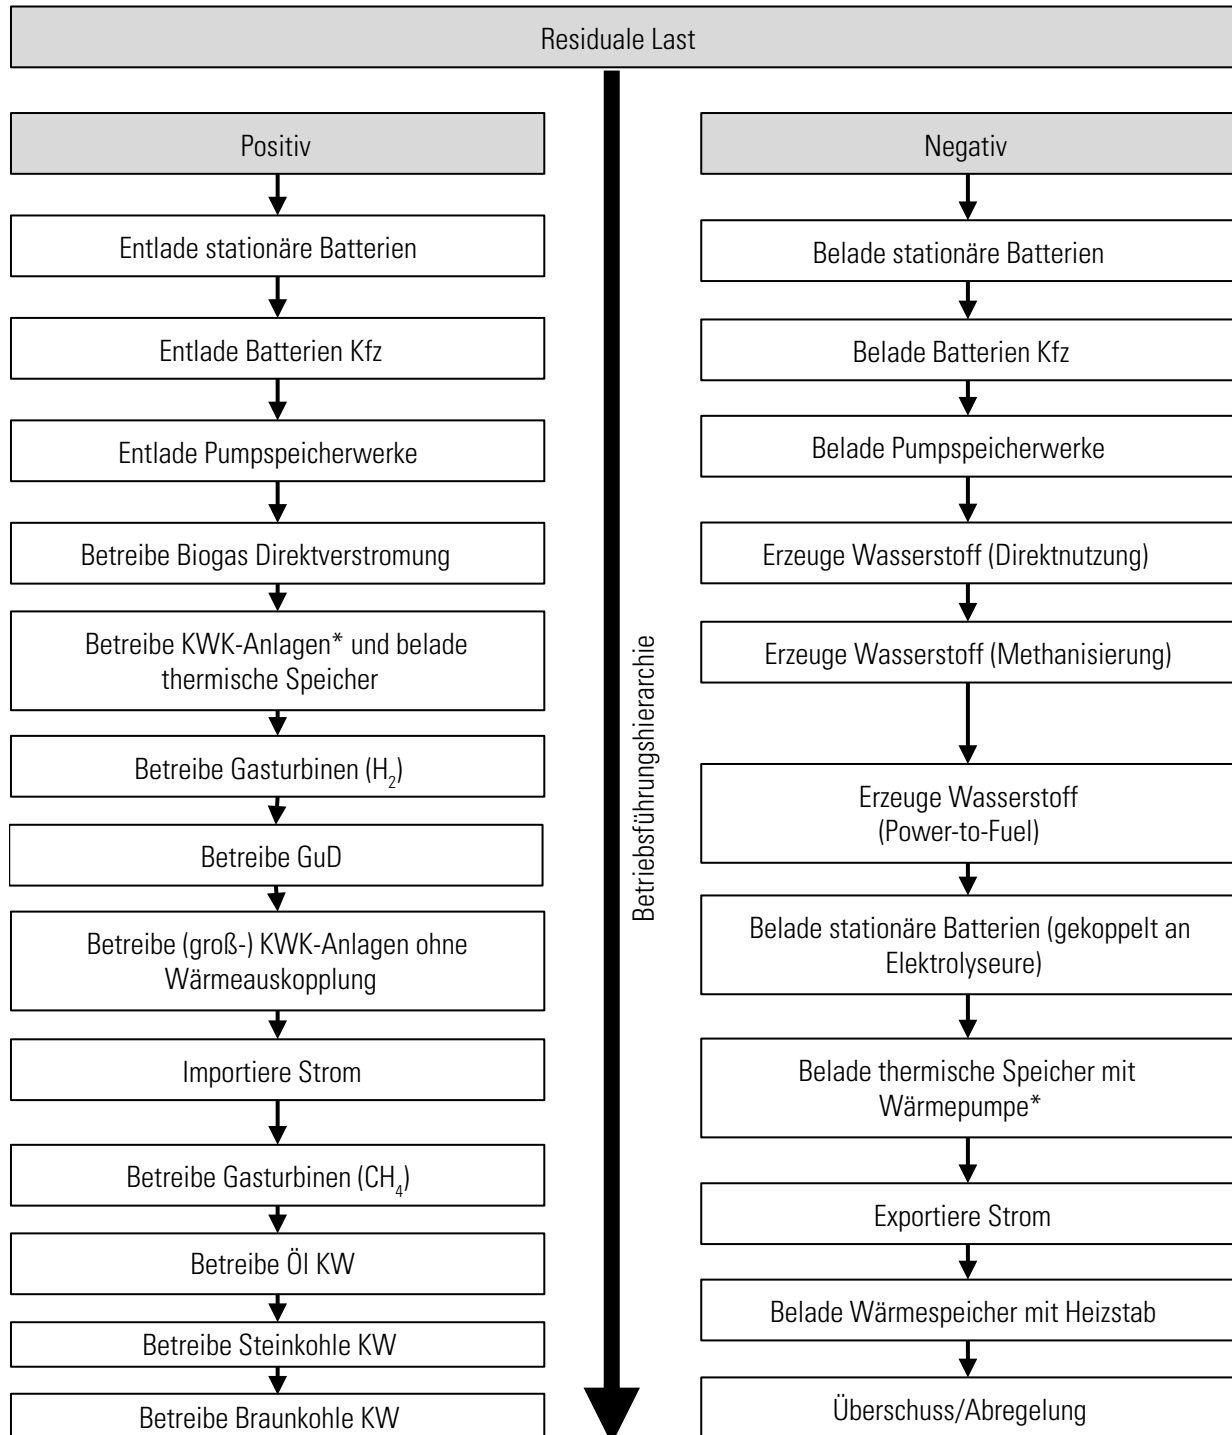 Residuale Last
Positiv
Entlade stationäre Batterien
Entlade Batterien Kfz
Entlade Pumpspeicherwerke
Betreibe Biogas Direktverstromung
Betreibe KWK-Anlagen* und belade
thermische Speicher
Betreibe Gasturbinen (H₂)
Betreibe GuD
Betreibe (groß-) KWK-Anlagen ohne
Wärmeauskopplung
Importiere Strom
Betreibe Gasturbinen (CH₄)
Betreibe Öl KW
Betreibe Steinkohle KW
Betreibe Braunkohle KW
Betriebsführungshierarchie
Negativ
Belade stationäre Batterien
Belade Batterien Kfz
Belade Pumpspeicherwerke
Erzeuge Wasserstoff (Direktnutzung)
Erzeuge Wasserstoff (Methanisierung)
Erzeuge Wasserstoff
(Power-to-Fuel)
Belade stationäre Batterien (gekoppelt an
Elektrolyseure)
Belade thermische Speicher mit
Wärmepumpe*
Exportiere Strom
Belade Wärmespeicher mit Heizstab
Überschuss/Abregelung